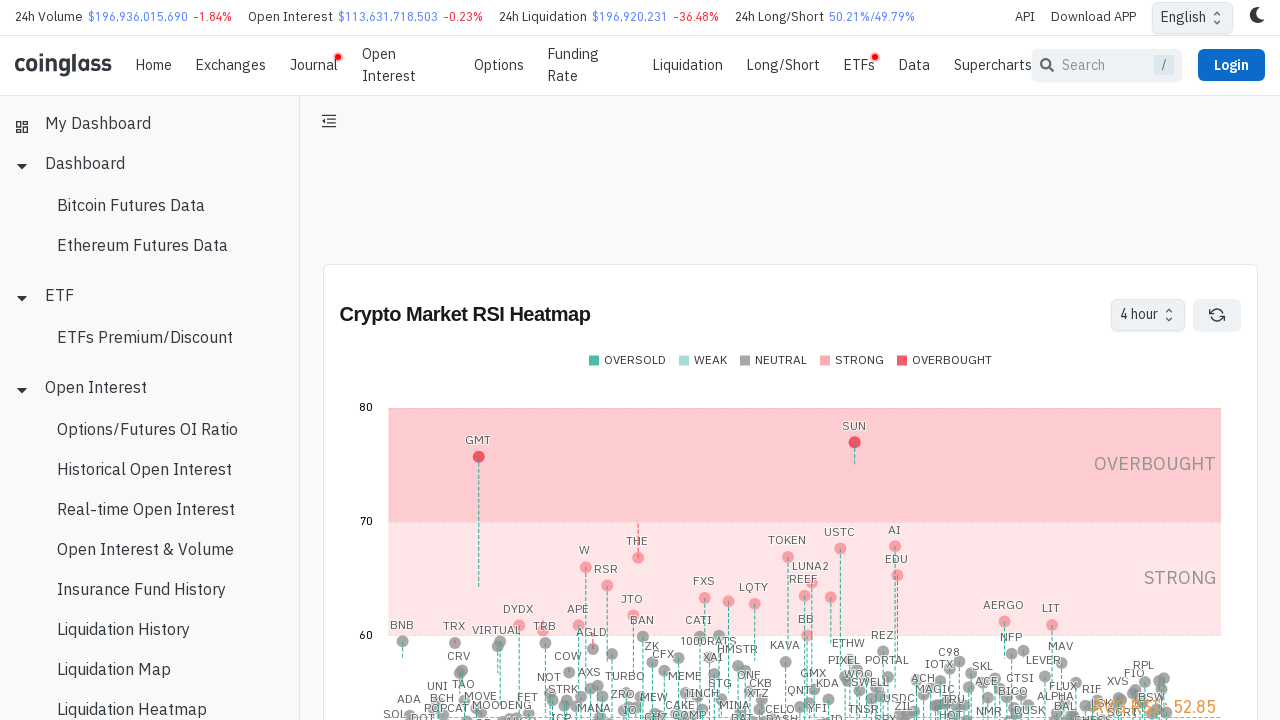 24h Volume $196,936,015,690 -1.84% Open Interest $113,631,718,503 -0.23% 24h Liquidation $196,920,231 -36.48% 24h Long/Short 50.21%/49.79% API Download APP English
coinglass Home Exchanges Journal Open Interest Options Funding Rate Liquidation Long/Short ETFs Data Supercharts Search / Login
My Dashboard
Dashboard
Bitcoin Futures Data
Ethereum Futures Data
ETF
ETFs Premium/Discount
Open Interest
Options/Futures OI Ratio
Historical Open Interest
Real-time Open Interest
Open Interest & Volume
Insurance Fund History
Liquidation History
Liquidation Map
Liquidation Heatmap
Crypto Market RSI Heatmap 4 hour
OVERSOLD WEAK NEUTRAL STRONG OVERBOUGHT
80
SUN
GMT
OVERBOUGHT
70
AI
USTC
THE TOKEN
W
EDU
RSR LUNA2
STRONG
FXS REEF
LQTY
JTO
DYDX APE AERGO LIT
BNB TRX VIRTUAL TRB AGLD BAN CATI BB
60
REZ NFP
1000RATS ETHW
ZK HMSTR KAVA MAV
CRV COW CFX XAI C98
PIXEL PORTAL IOTX LEVER
SKL RPL
NOT AXS TURBO MEME ONE GMX WOO ACH CTSI FIO
UNI TAO STRK STG CKB KDA SWELL ACE XVS
ADA BCH MOVE FET ZRO MEW 1INCH XTZ QNT MAGIC BICO FLUX RIF
MOODENG MANA CAKE MINA YFI USDC TRU ALPHA BSW
SOL DOT CELO TNSR ZIL NMR DUSK BAL
52.85